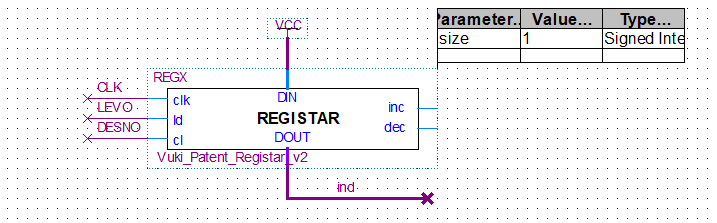 VCC
Parameter... Value... Type...
size 1 Signed Inte
REGX
CLK clk DIN inc
LEVO ld REGISTAR dec
DESNO cl DOUT
Vuki_Patent_Registar_v2
ind